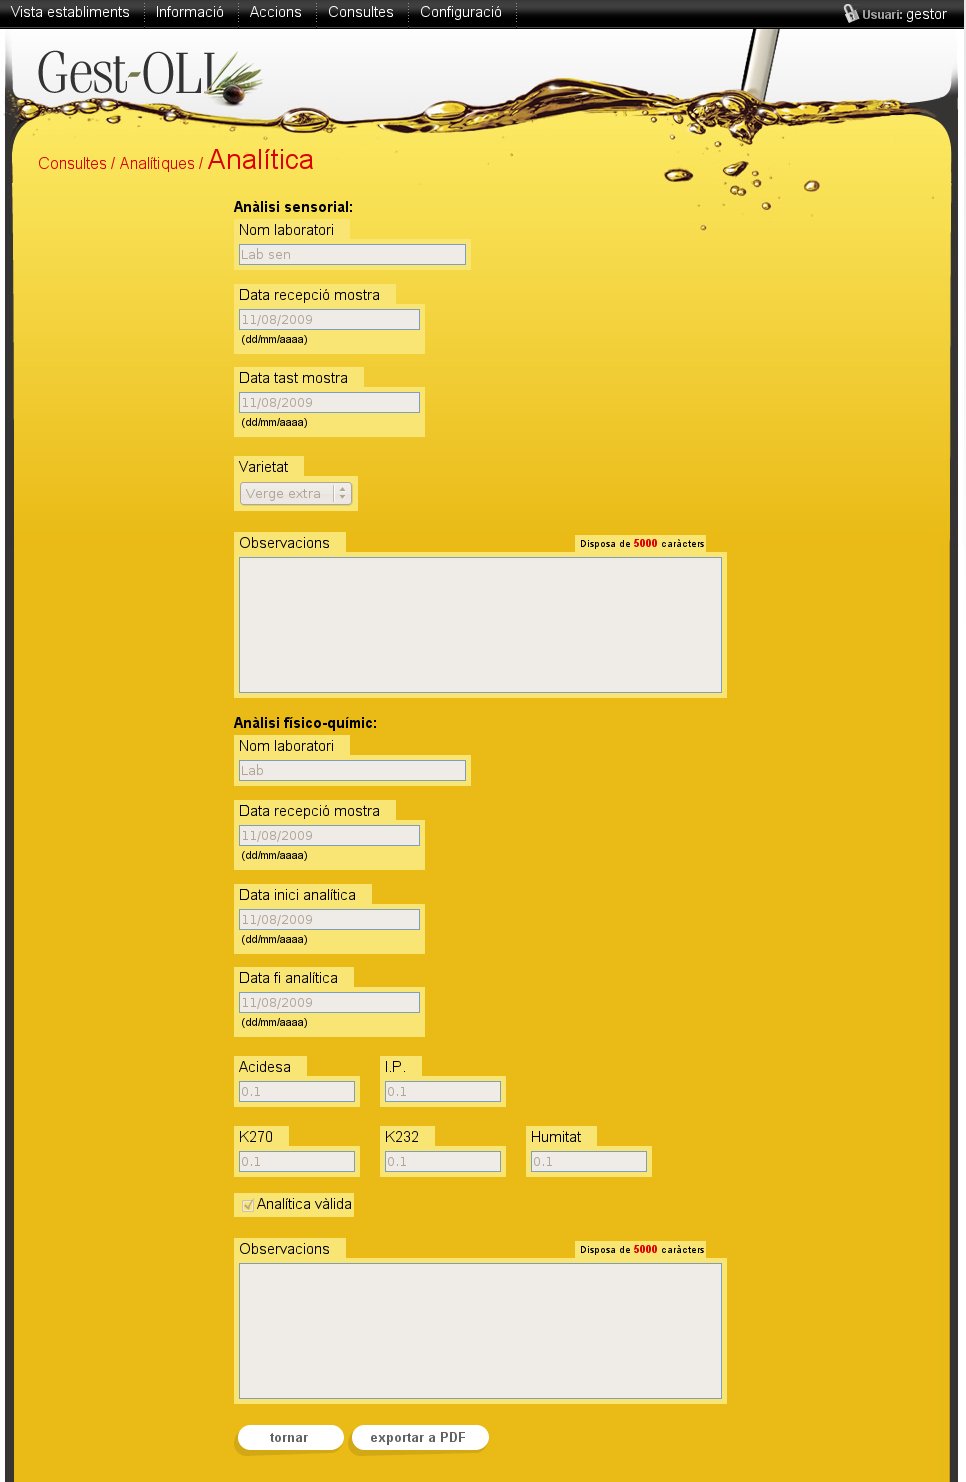 Vista establiments Informació Accions Consultes Configuració Usuari: gestor
Gest-OLI
Consultes / Analítiques / Analítica
Anàlisi sensorial:
Nom laboratori
Lab sen
Data recepció mostra
11/08/2009
(dd/mm/aaaa)
Data tast mostra
11/08/2009
(dd/mm/aaaa)
Varietat
Verge extra
Observacions Disposa de 5000 caràcters
Anàlisi físico-químic:
Nom laboratori
Lab
Data recepció mostra
11/08/2009
(dd/mm/aaaa)
Data inici analítica
11/08/2009
(dd/mm/aaaa)
Data fi analítica
11/08/2009
(dd/mm/aaaa)
Acidesa I.P.
0.1 0.1
K270 K232 Humitat
0.1 0.1 0.1
Analítica vàlida
Observacions Disposa de 5000 caràcters
tornar exportar a PDF